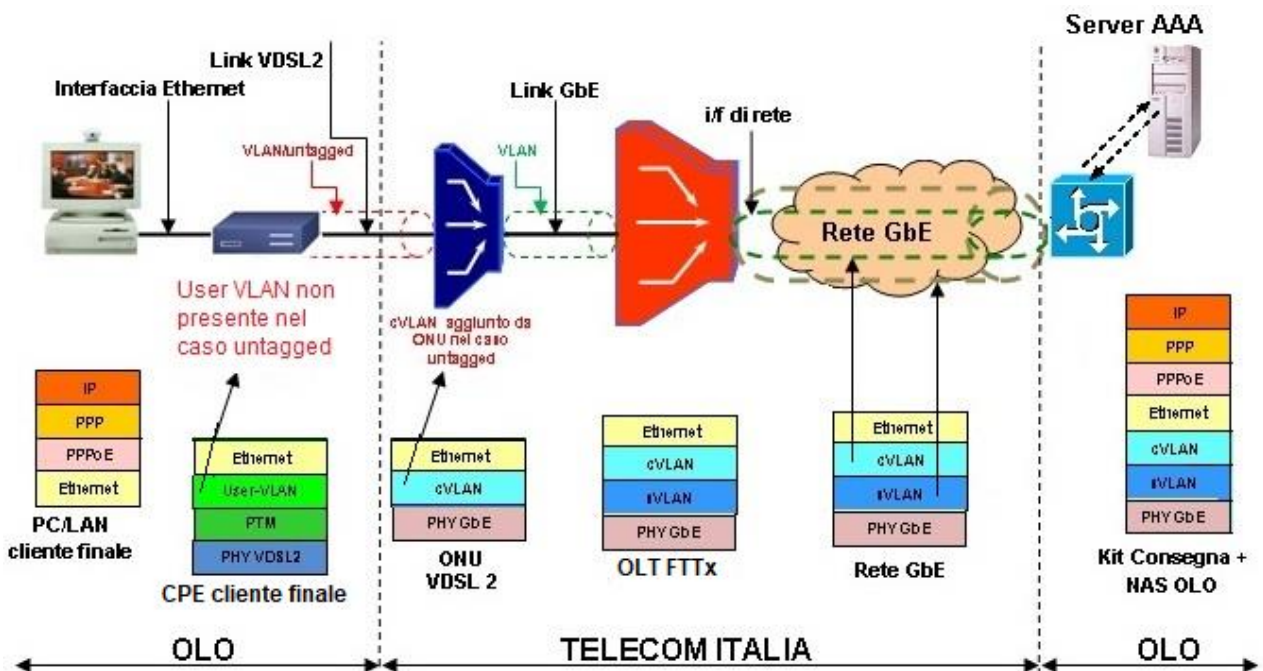 Server AAA
Link VDSL2
Interfaccia Ethernet
Link GbE
i/f di rete
VLAN/untagged
VLAN
Rete GbE
User VLAN non
presente nel
caso untagged
cVLAN aggiunto da
ONU nel caso
untagged
IP
PPP
PPPoE
Ethernet
PC/LAN
cliente finale
Ethernet
User-VLAN
PTM
PHY VDSL2
CPE cliente finale
Ethernet
cVLAN
PHY GbE
ONU
VDSL 2
Ethernet
cVLAN
sVLAN
PHY GbE
OLT FTTx
Ethernet
cVLAN
sVLAN
PHY GbE
Rete GbE
IP
PPP
PPPoE
Ethernet
cVLAN
sVLAN
PHY GbE
Kit Consegna +
NAS OLO
OLO
TELECOM ITALIA
OLO